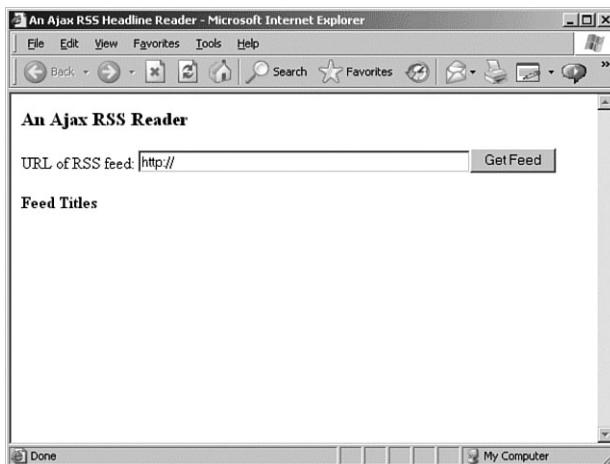 An Ajax RSS Headline Reader - Microsoft Internet Explorer
File Edit View Favorites Tools Help
Back Search Favorites »
An Ajax RSS Reader
URL of RSS feed: http:// Get Feed
Feed Titles
Done My Computer